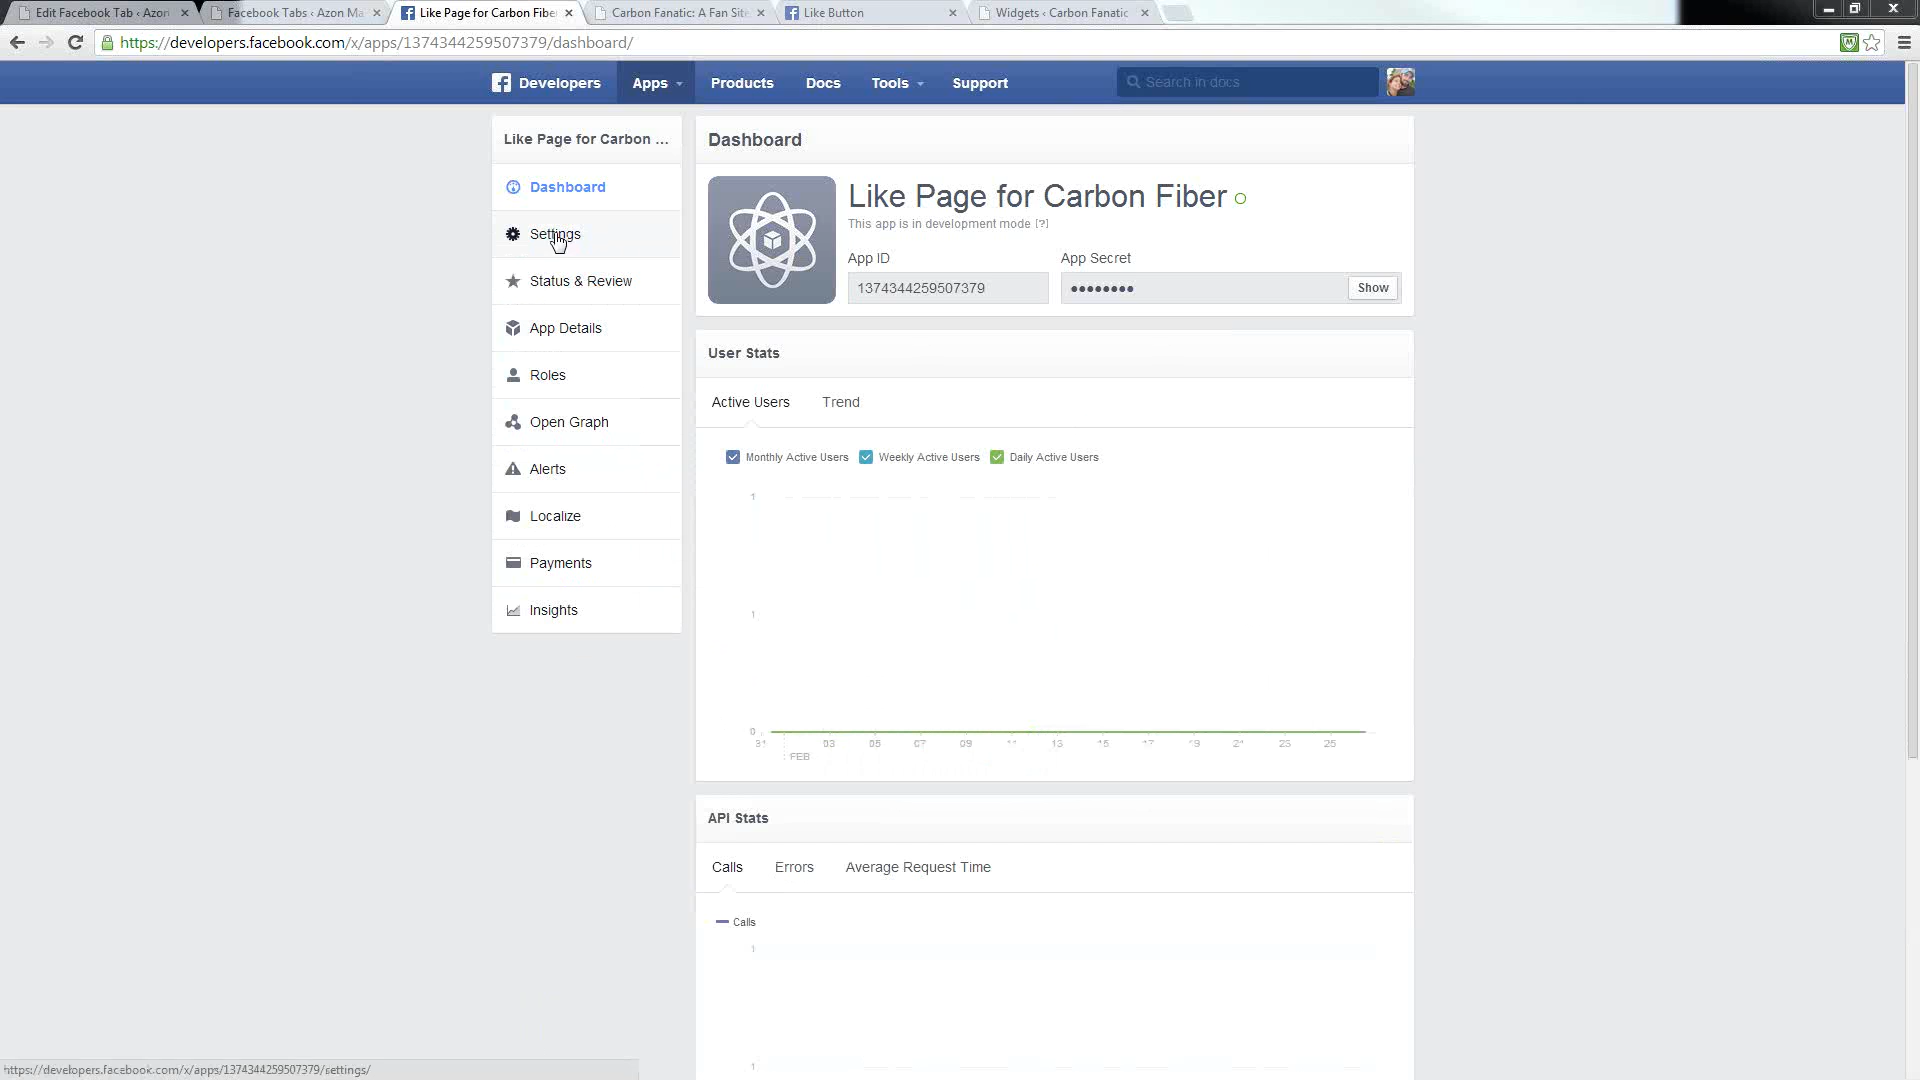 Edit Facebook Tab ‹ Azon
Facebook Tabs ‹ Azon Ma
Like Page for Carbon Fibe
Carbon Fanatic: A Fan Site
Like Button
Widgets ‹ Carbon Fanatic
https://developers.facebook.com/x/apps/1374344259507379/dashboard/
Developers
Apps
Products
Docs
Tools
Support
Search in docs
Like Page for Carbon ...
Dashboard
Settings
Status & Review
App Details
Roles
Open Graph
Alerts
Localize
Payments
Insights
Dashboard
Like Page for Carbon Fiber
This app is in development mode [?]
App ID
App Secret
1374344259507379
••••••••
Show
User Stats
Active Users
Trend
Monthly Active Users
Weekly Active Users
Daily Active Users
1
1
0
31 03 05 07 09 11 13 15 17 19 21 23 25
FEB
API Stats
Calls
Errors
Average Request Time
Calls
1
1
https://developers.facebook.com/x/apps/1374344259507379/settings/